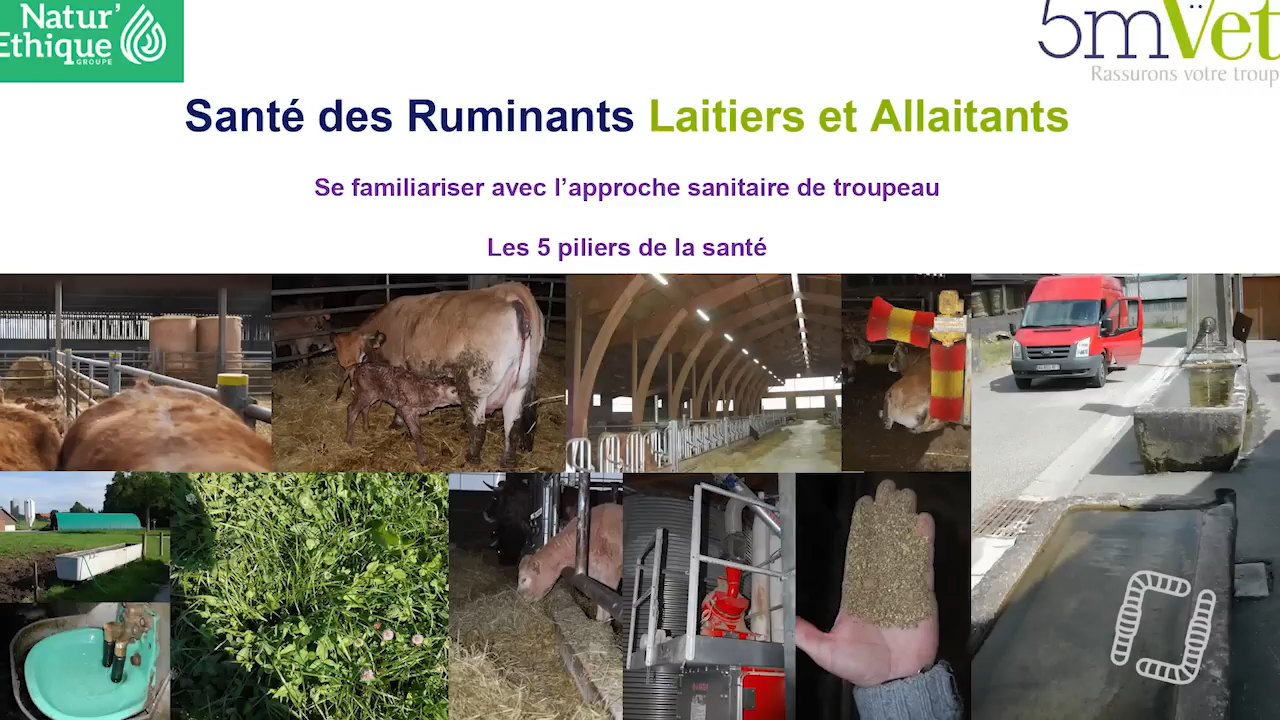 Natur'
Ethique
GROUPE
5mVët
Rassurons votre troup
Santé des Ruminants Laitiers et Allaitants
Se familiariser avec l’approche sanitaire de troupeau
Les 5 piliers de la santé